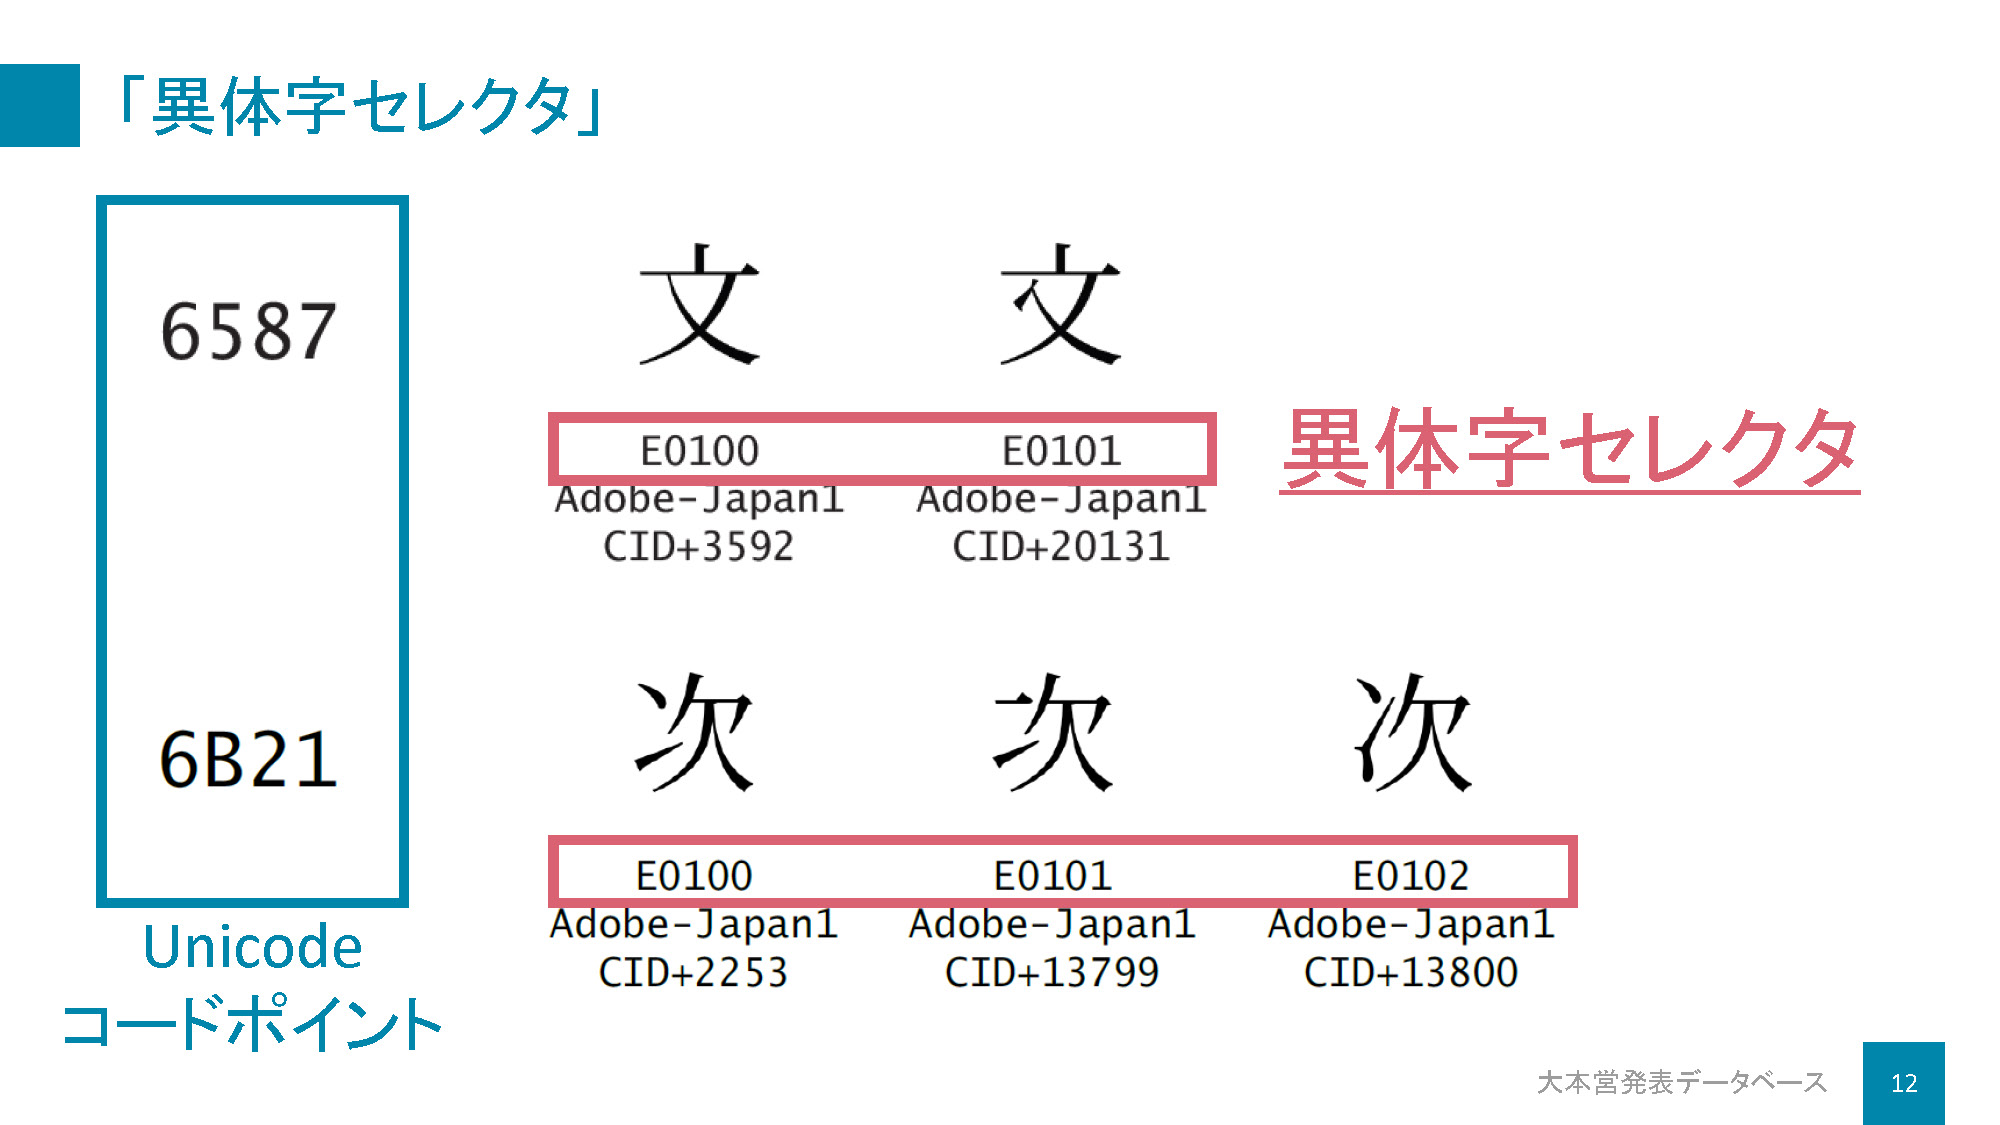 「異体字セレクタ」
6587
文 文
E0100 E0101
異体字セレクタ
Adobe-Japan1 Adobe-Japan1
CID+3592 CID+20131
6B21
次 次 次
E0100 E0101 E0102
Adobe-Japan1 Adobe-Japan1 Adobe-Japan1
CID+2253 CID+13799 CID+13800
Unicode
コードポイント
大本営発表データベース 12